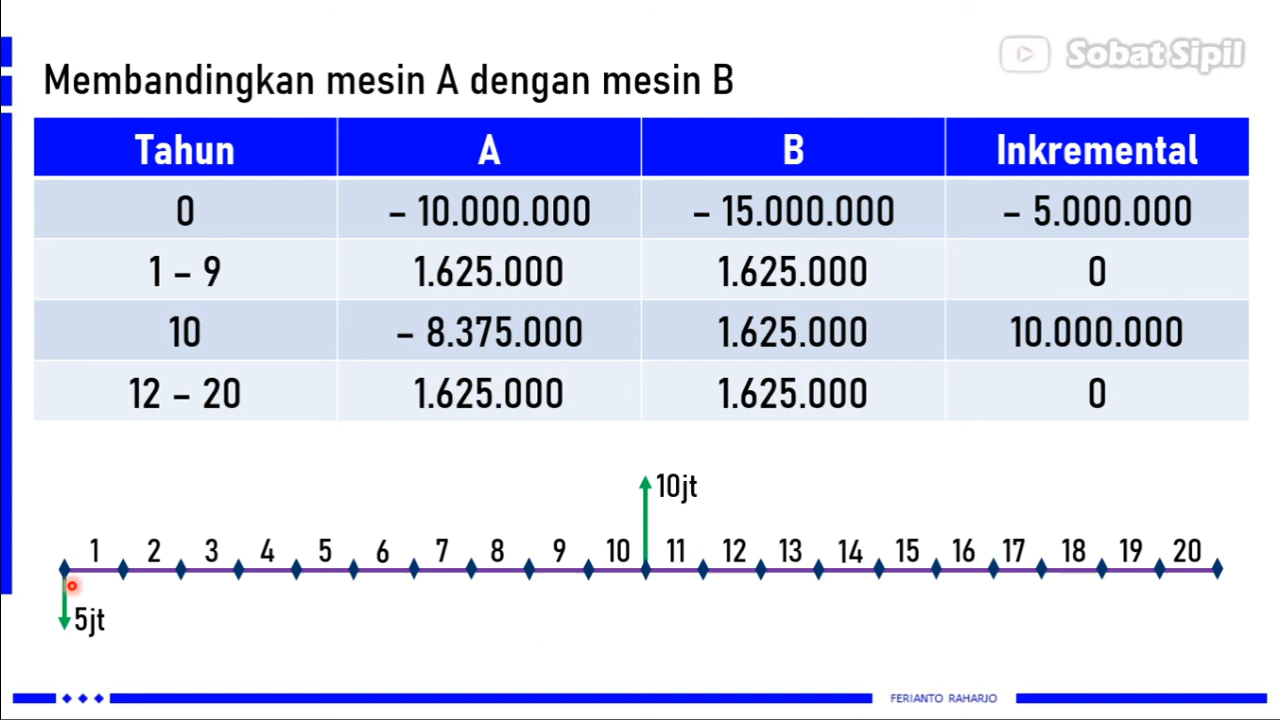 Sobat Sipil
Membandingkan mesin A dengan mesin B
Tahun A B Inkremental
0 – 10.000.000 – 15.000.000 – 5.000.000
1 – 9 1.625.000 1.625.000 0
10 – 8.375.000 1.625.000 10.000.000
12 – 20 1.625.000 1.625.000 0
10jt
1 2 3 4 5 6 7 8 9 10 11 12 13 14 15 16 17 18 19 20
5jt
FERIANTO RAHARJO